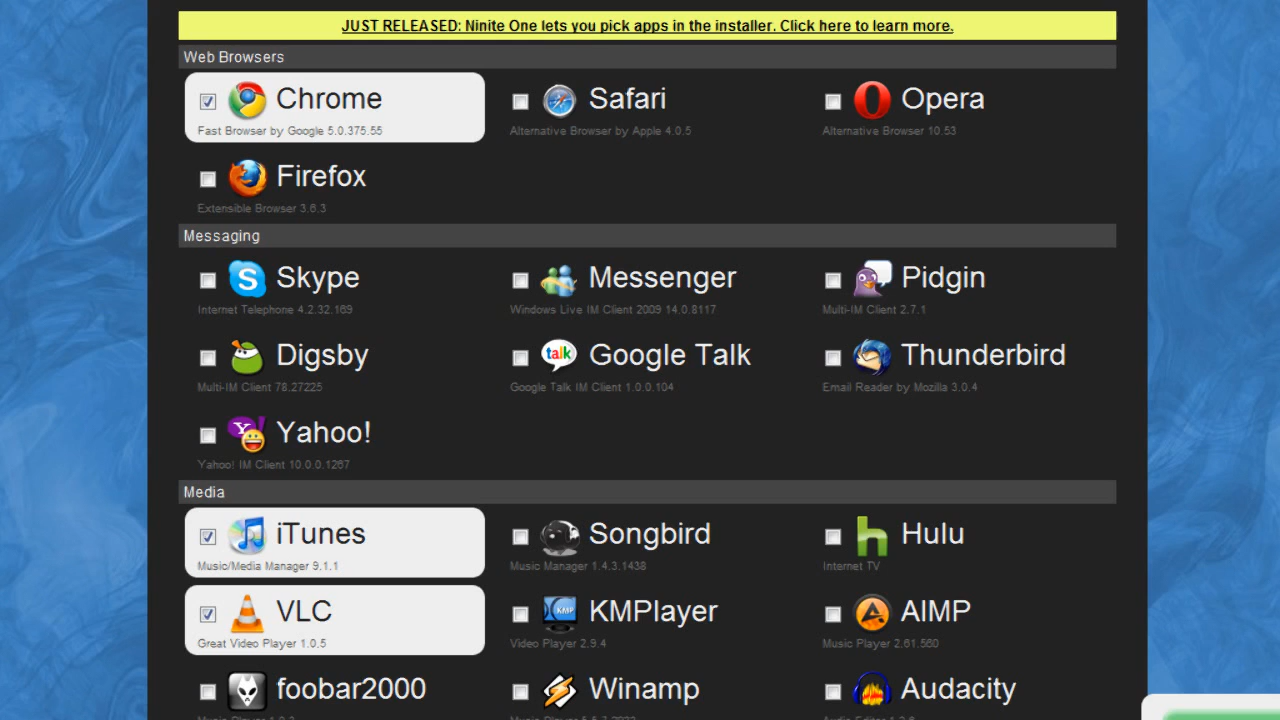 JUST RELEASED: Ninite One lets you pick apps in the installer. Click here to learn more.
Web Browsers
Chrome Safari Opera
Fast Browser by Google 5.0.375.55 Alternative Browser by Apple 4.0.5 Alternative Browser 10.53
Firefox
Extensible Browser 3.6.3
Messaging
Skype Messenger Pidgin
Internet Telephone 4.2.32.169 Windows Live IM Client 2009 14.0.8117 Multi-IM Client 2.7.1
Digsby talk Google Talk Thunderbird
Multi-IM Client 78.27225 Google Talk IM Client 1.0.0.104 Email Reader by Mozilla 3.0.4
Yahoo!
Yahoo! IM Client 10.0.0.1267
Media
iTunes Songbird Hulu
Music/Media Manager 9.1.1 Music Manager 1.4.3.1438 Internet TV
VLC KMP KMPlayer AIMP
Great Video Player 1.0.5 Video Player 2.9.4 Music Player 2.61.560
foobar2000 Winamp Audacity